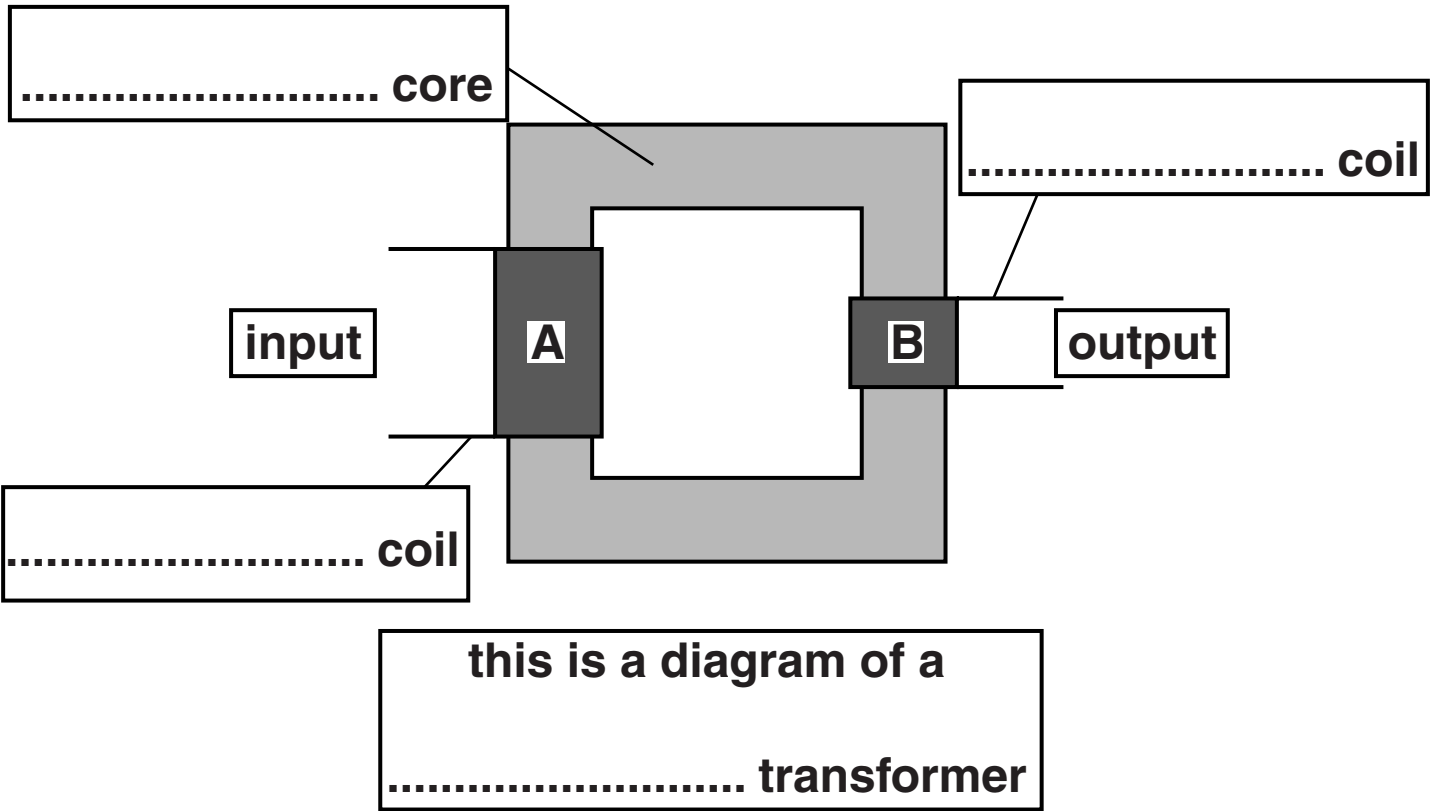 ........................... core
........................... coil
input
A
B
output
........................... coil
this is a diagram of a
........................... transformer